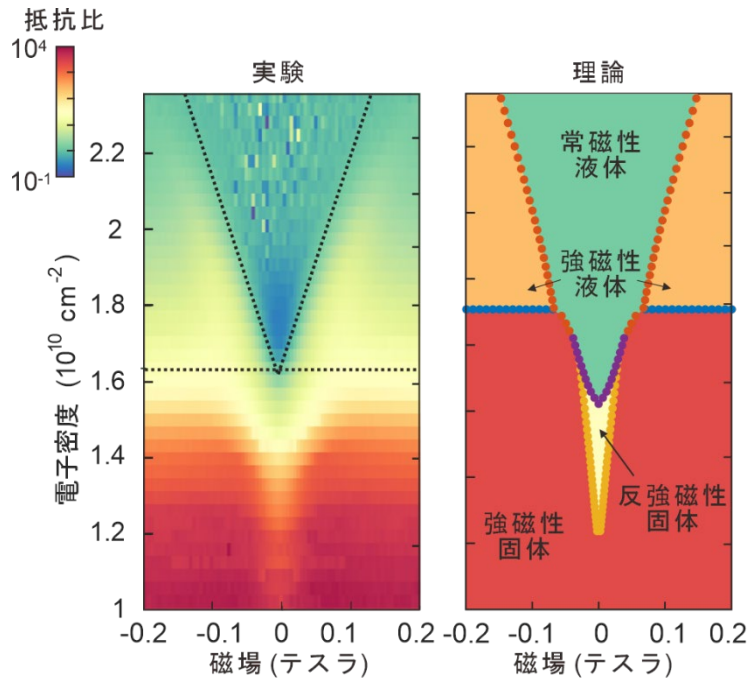 抵抗比
10⁴
10⁻¹
実験
理論
電子密度 (10¹⁰ cm⁻²)
2.2
2
1.8
1.6
1.4
1.2
1
-0.2
-0.1
0
0.1
0.2
磁場 (テスラ)
常磁性
液体
強磁性
液体
反強磁性
固体
強磁性
固体
-0.2
-0.1
0
0.1
0.2
磁場 (テスラ)